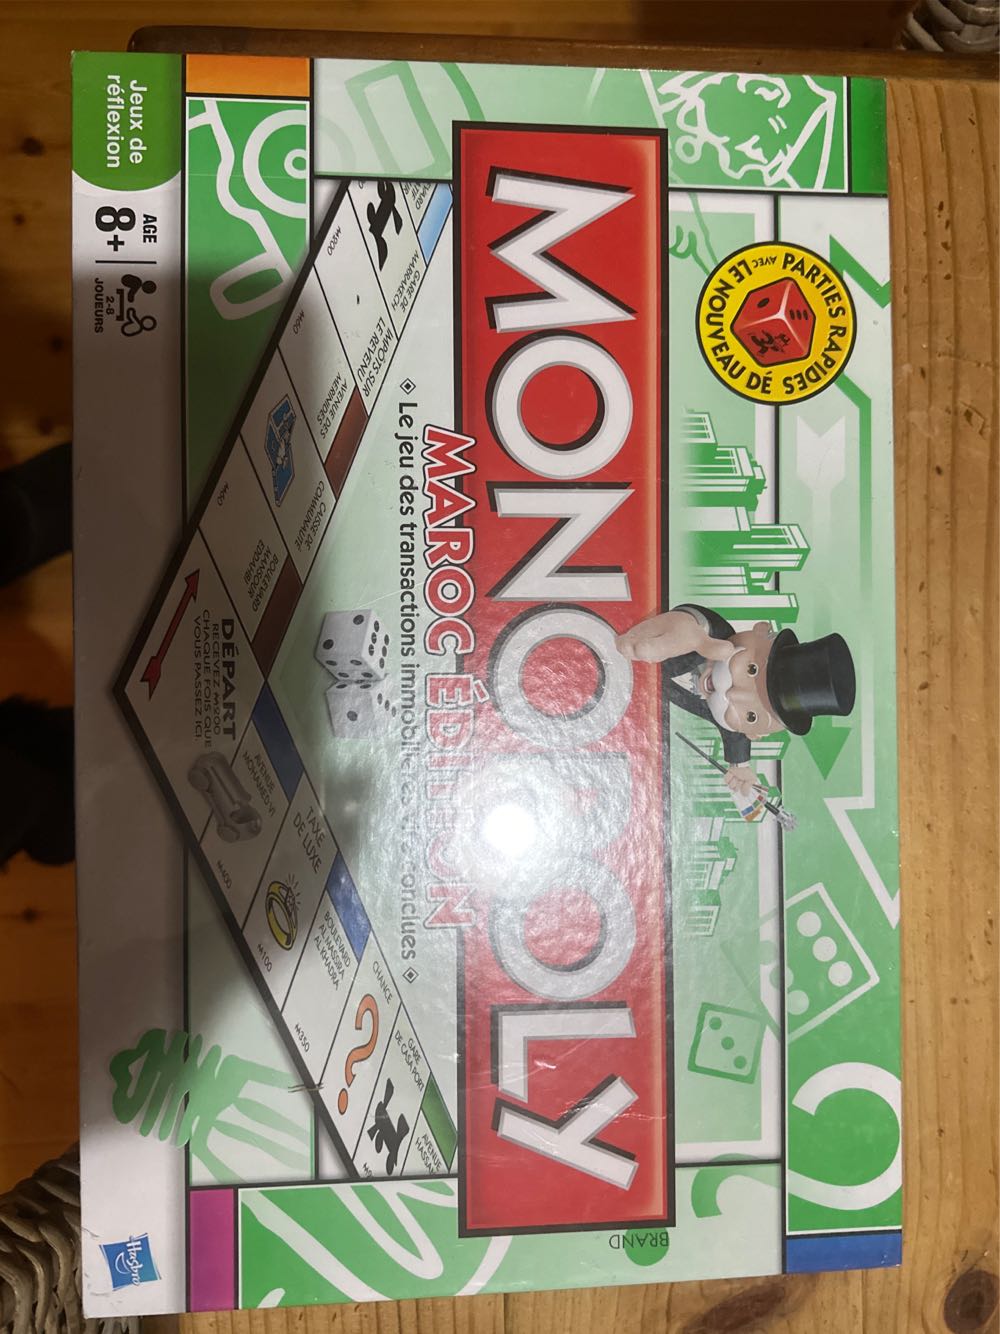 Jeux de
réflexion
AGE
8+
2-8
JOUEURS
PARTIES RAPIDES
AVEC LE NOUVEAU DÉ
MONOPOLY
BRAND
MAROC ÉDITION
Le jeu des transactions immobilières vite conclues
GARE DE
MARRAKECH
M200
IMPÔTS SUR
LE REVENU
AVENUE DES
MERINIDES
M60
CAISSE DE
COMMUNAUTÉ
BOULEVARD
MANSOUR
EDDAHBI
M60
DÉPART
RECEVEZ M200
CHAQUE FOIS QUE
VOUS PASSEZ ICI.
AVENUE
MOHAMED VI
M400
TAXE
DE LUXE
M100
BOULEVARD
AL MASSIRA
AL KHADRA
M350
CHANCE
?
GARE
DE CASA PORT
AVENUE
Hasbro